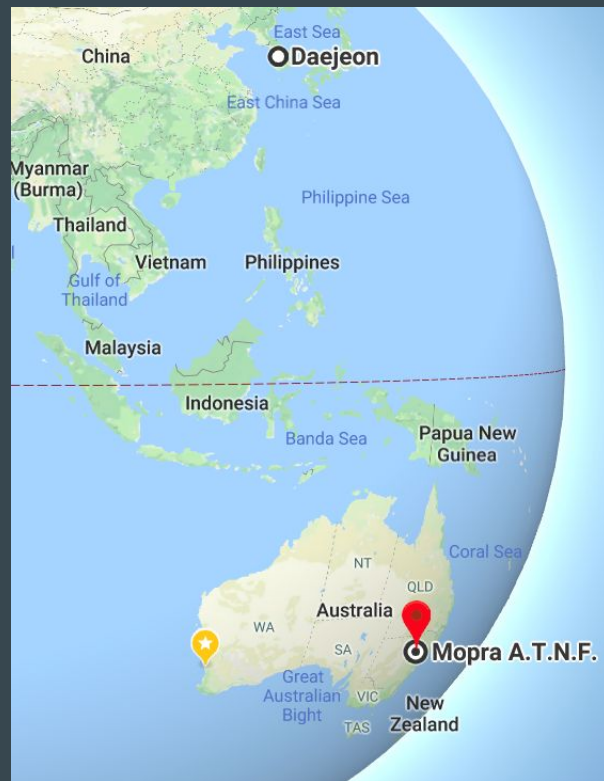 East Sea
China
Daejeon
East China Sea
Myanmar
(Burma)
Philippine Sea
Thailand
Vietnam
Philippines
Gulf of
Thailand
Malaysia
Indonesia
Banda Sea
Papua New
Guinea
Coral Sea
NT
QLD
Australia
WA
SA
Mopra A.T.N.F.
Great
Australian
Bight
VIC
New
Zealand
TAS